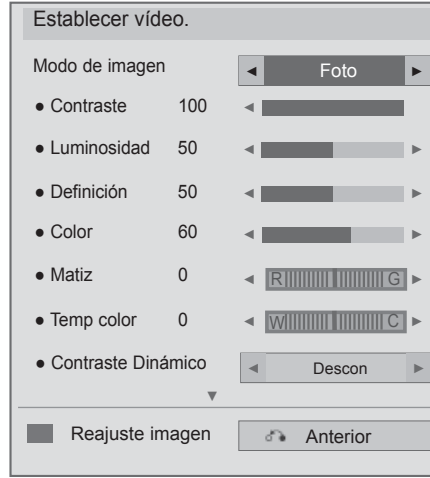 Establecer vídeo.
Modo de imagen ◄ Foto ►
● Contraste 100 ◄
● Luminosidad 50 ◄ ►
● Definición 50 ◄ ►
● Color 60 ◄ ►
● Matiz 0 ◄ R G ►
● Temp color 0 ◄ W C ►
● Contraste Dinámico ◄ Descon ►
▼
Reajuste imagen Anterior